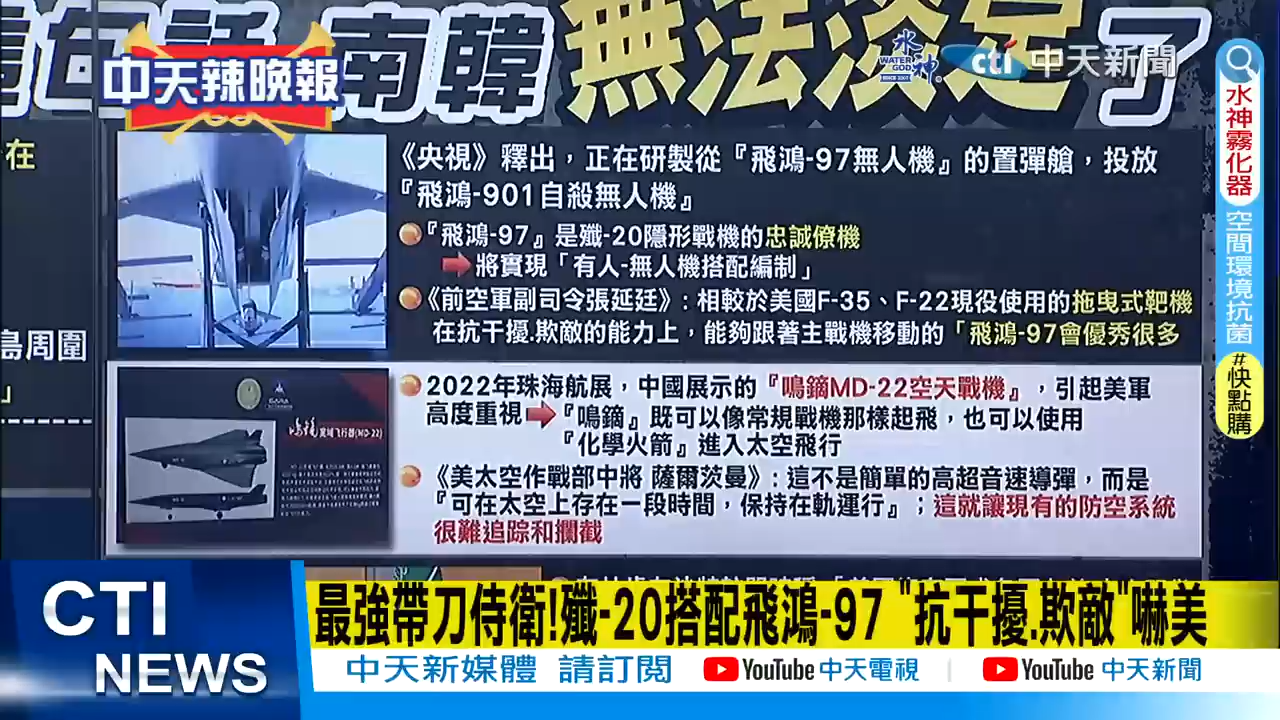 這句話 南韓 無法淡定了
中天辣晚報
水神
WATER GOD
SINCE 2001
cti 中天新聞
在
島周圍
」
《央視》釋出，正在研製從『飛鴻-97無人機』的置彈艙，投放
『飛鴻-901自殺無人機』
『飛鴻-97』是殲-20隱形戰機的忠誠僚機
將實現「有人-無人機搭配編制」
《前空軍副司令張延廷》：相較於美國F-35、F-22現役使用的拖曳式靶機
在抗干擾.欺敵的能力上，能夠跟著主戰機移動的「飛鴻-97會優秀很多
2022年珠海航展，中國展示的『鳴鏑MD-22空天戰機』，引起美軍
高度重視『鳴鏑』既可以像常規戰機那樣起飛，也可以使用
『化學火箭』進入太空飛行
《美太空作戰部中將 薩爾茨曼》：這不是簡單的高超音速導彈，而是
『可在太空上存在一段時間，保持在軌運行』；這就讓現有的防空系統
很難追踪和攔截
宽域飞行器(MD-22)
水神霧化器
空間環境抗菌
#快點購
CTI
NEWS
最強帶刀侍衛!殲-20搭配飛鴻-97 "抗干擾.欺敵"嚇美
中天新媒體 請訂閱 YouTube 中天電視 | YouTube 中天新聞